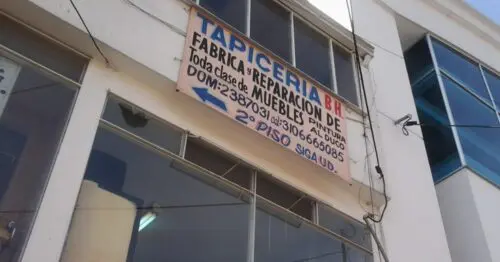 TAPICERIA BH.
FABRICA y REPARACION DE
Toda clase de MUEBLES PINTURA AL DUCO
DOM: 2387031 Cel: 3106665085
2º PISO SIGA UD.